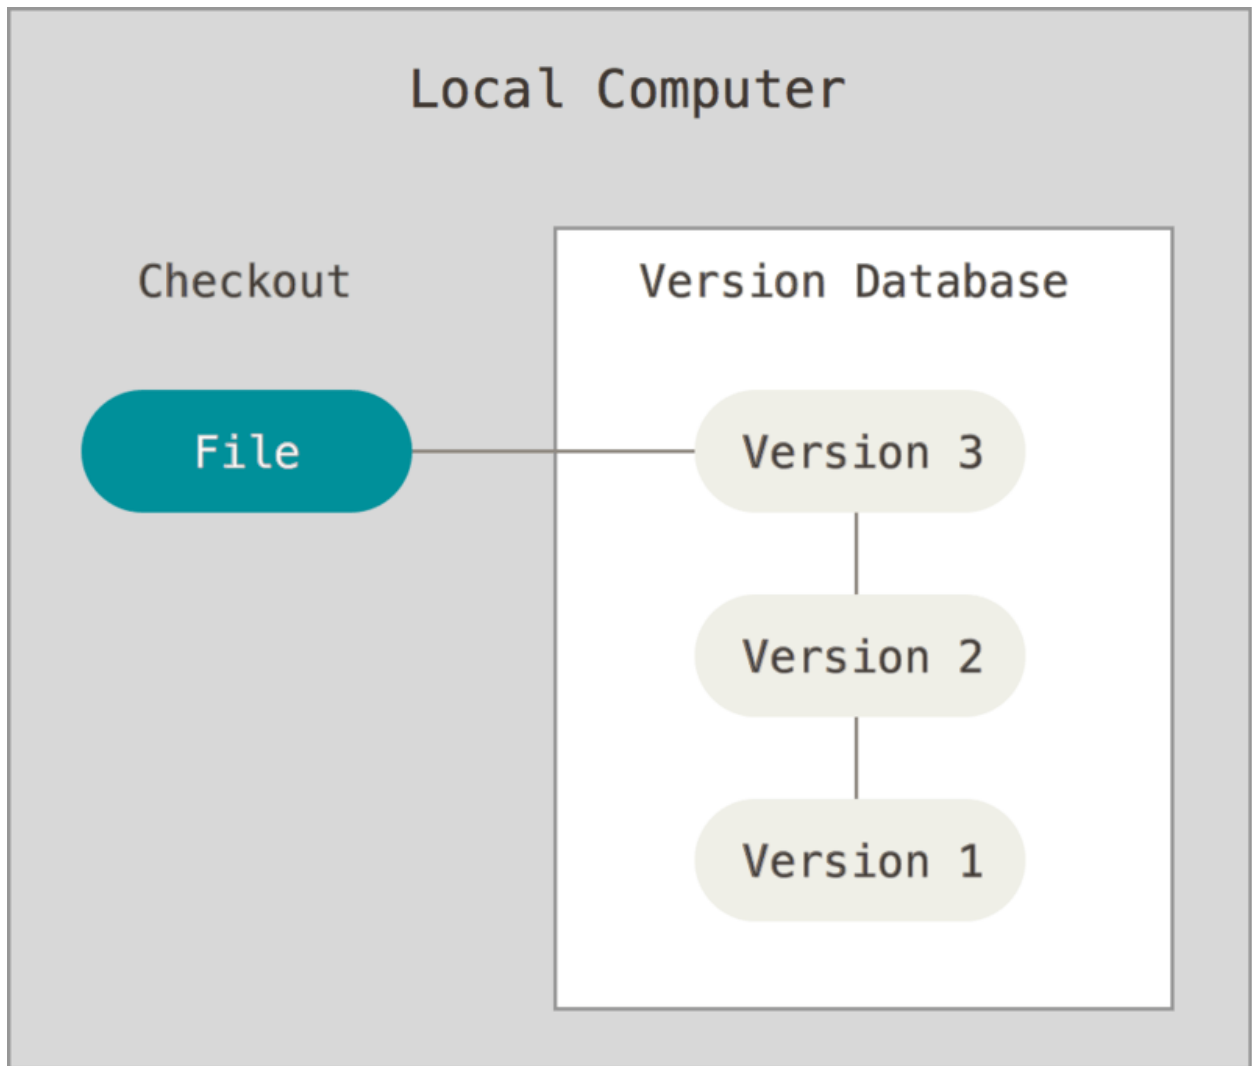 Local Computer
Checkout
Version Database
File
Version 3
Version 2
Version 1